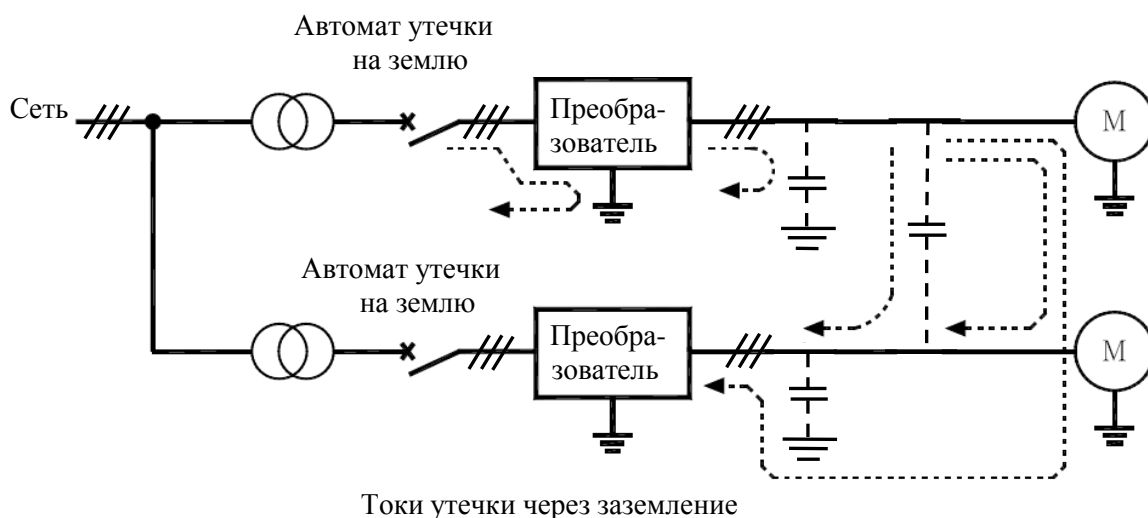 Автомат утечки
на землю
Сеть
Преобра-
зователь
М
Автомат утечки
на землю
Преобра-
зователь
М
Токи утечки через заземление